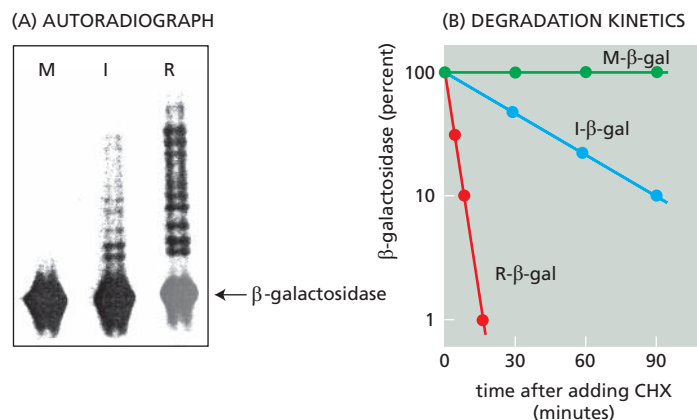 (A) AUTORADIOGRAPH
M I R
← β-galactosidase
(B) DEGRADATION KINETICS
β-galactosidase (percent)
100
10
1
M-β-gal
I-β-gal
R-β-gal
0 30 60 90
time after adding CHX
(minutes)